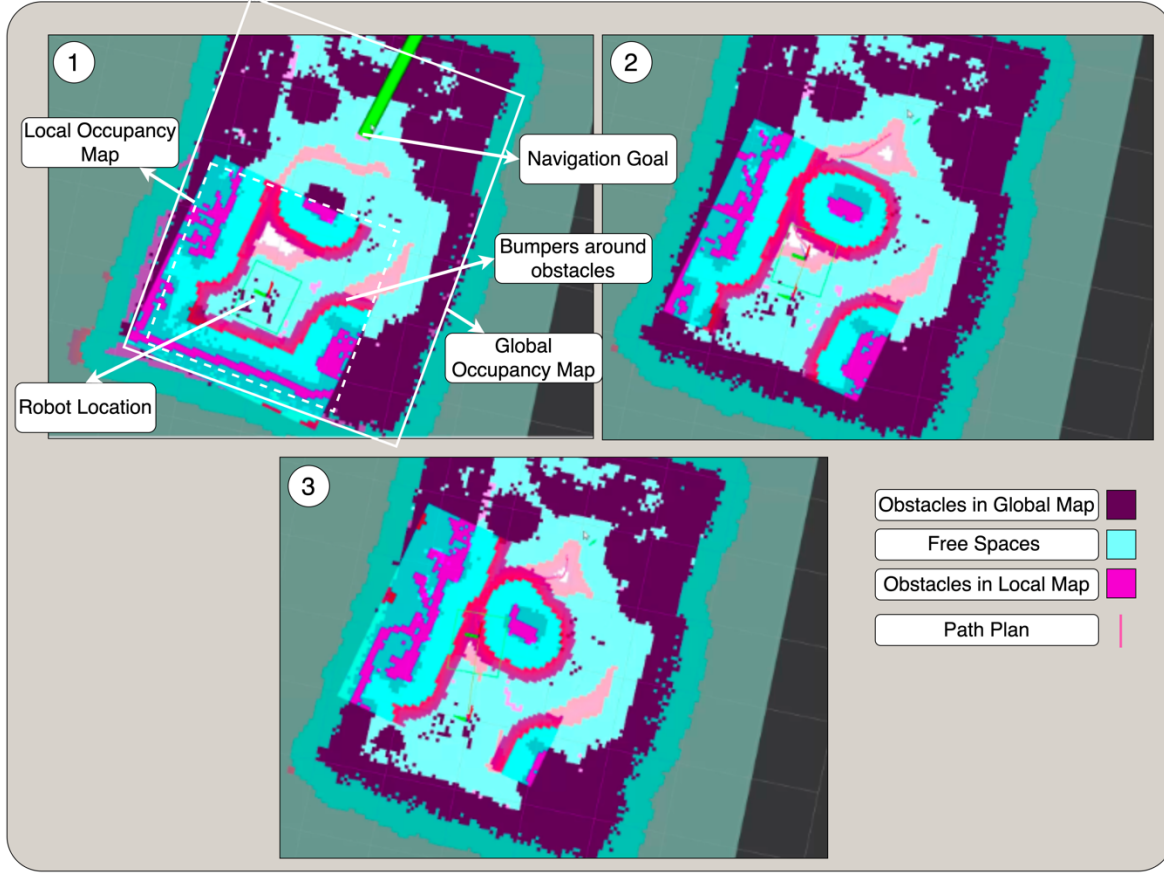 1
2
Local Occupancy
Map
Navigation Goal
Bumpers around
obstacles
Global
Occupancy Map
Robot Location
3
Obstacles in Global Map
Free Spaces
Obstacles in Local Map
Path Plan